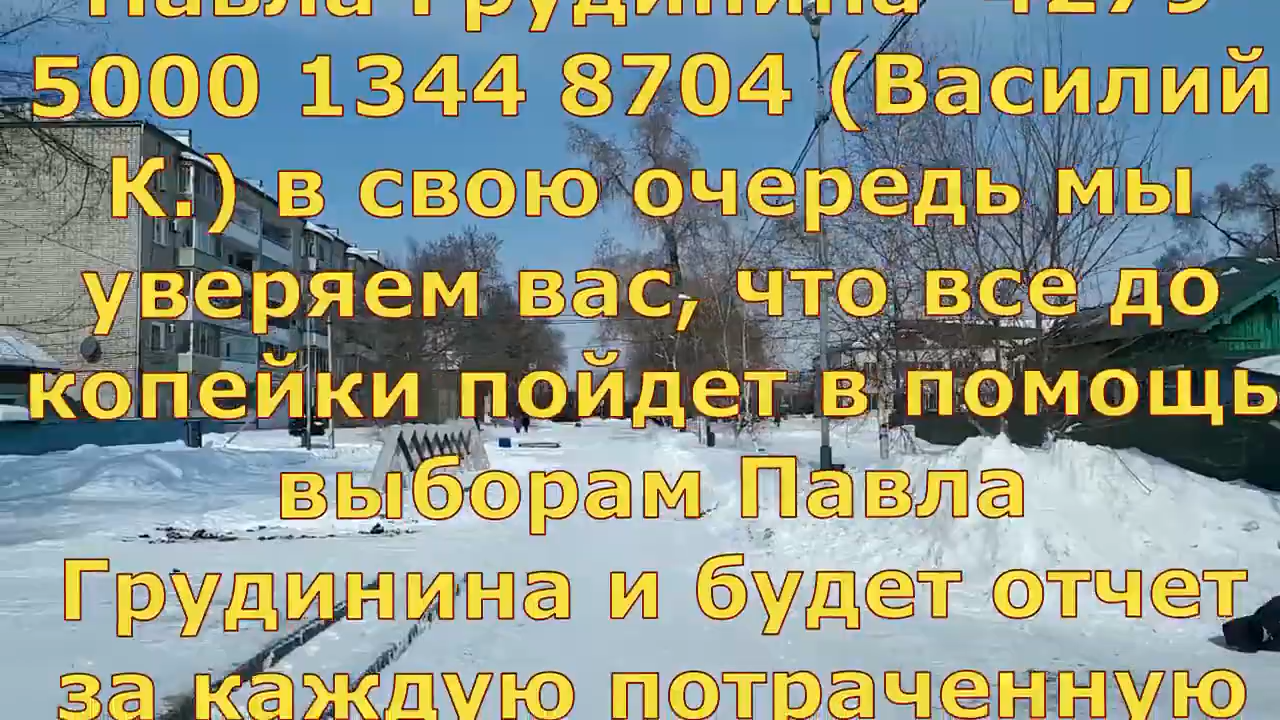 Павла Грудинина 4279
5000 1344 8704 (Василий
К.) в свою очередь мы
уверяем вас, что все до
копейки пойдет в помощь
выборам Павла
Грудинина и будет отчет
за каждую потраченную